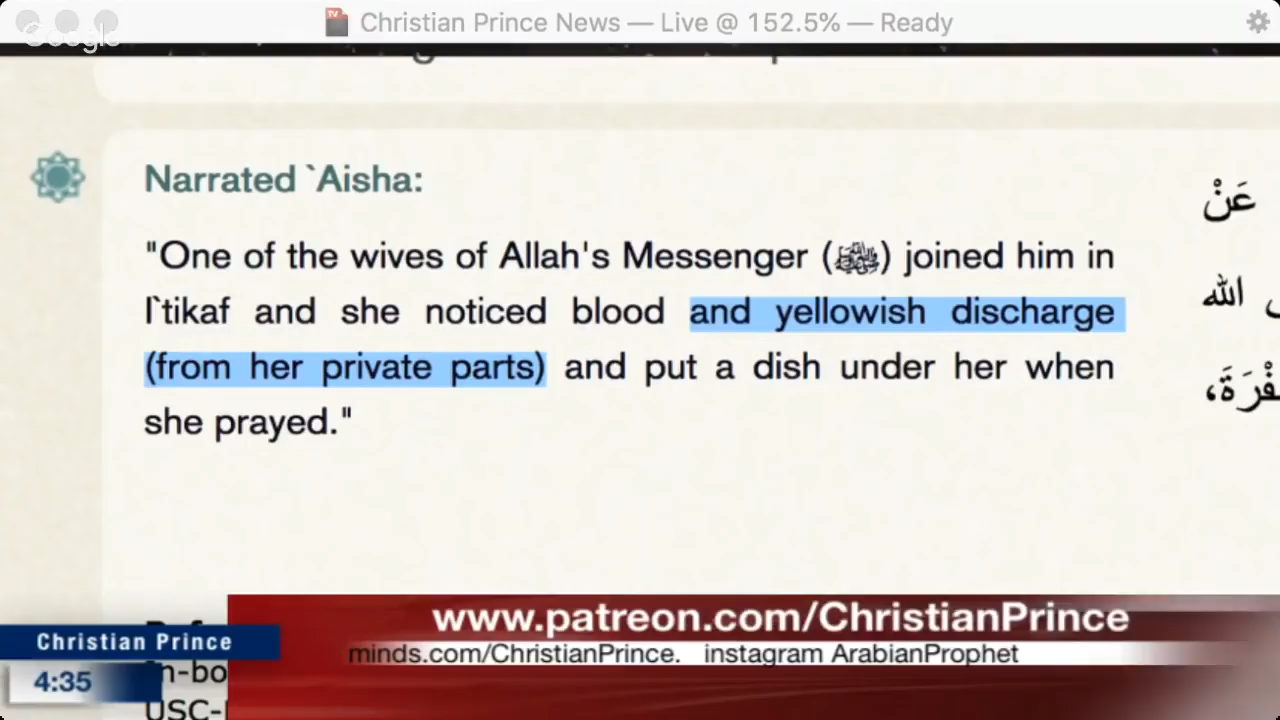 Christian Prince News — Live @ 152.5% — Ready
Google
Narrated `Aisha:
"One of the wives of Allah's Messenger (ﷺ) joined him in
I`tikaf and she noticed blood and yellowish discharge
(from her private parts) and put a dish under her when
she prayed."
عَنْ
الله
www.patreon.com/ChristianPrince
Christian Prince
minds.com/ChristianPrince. instagram ArabianProphet
4:35